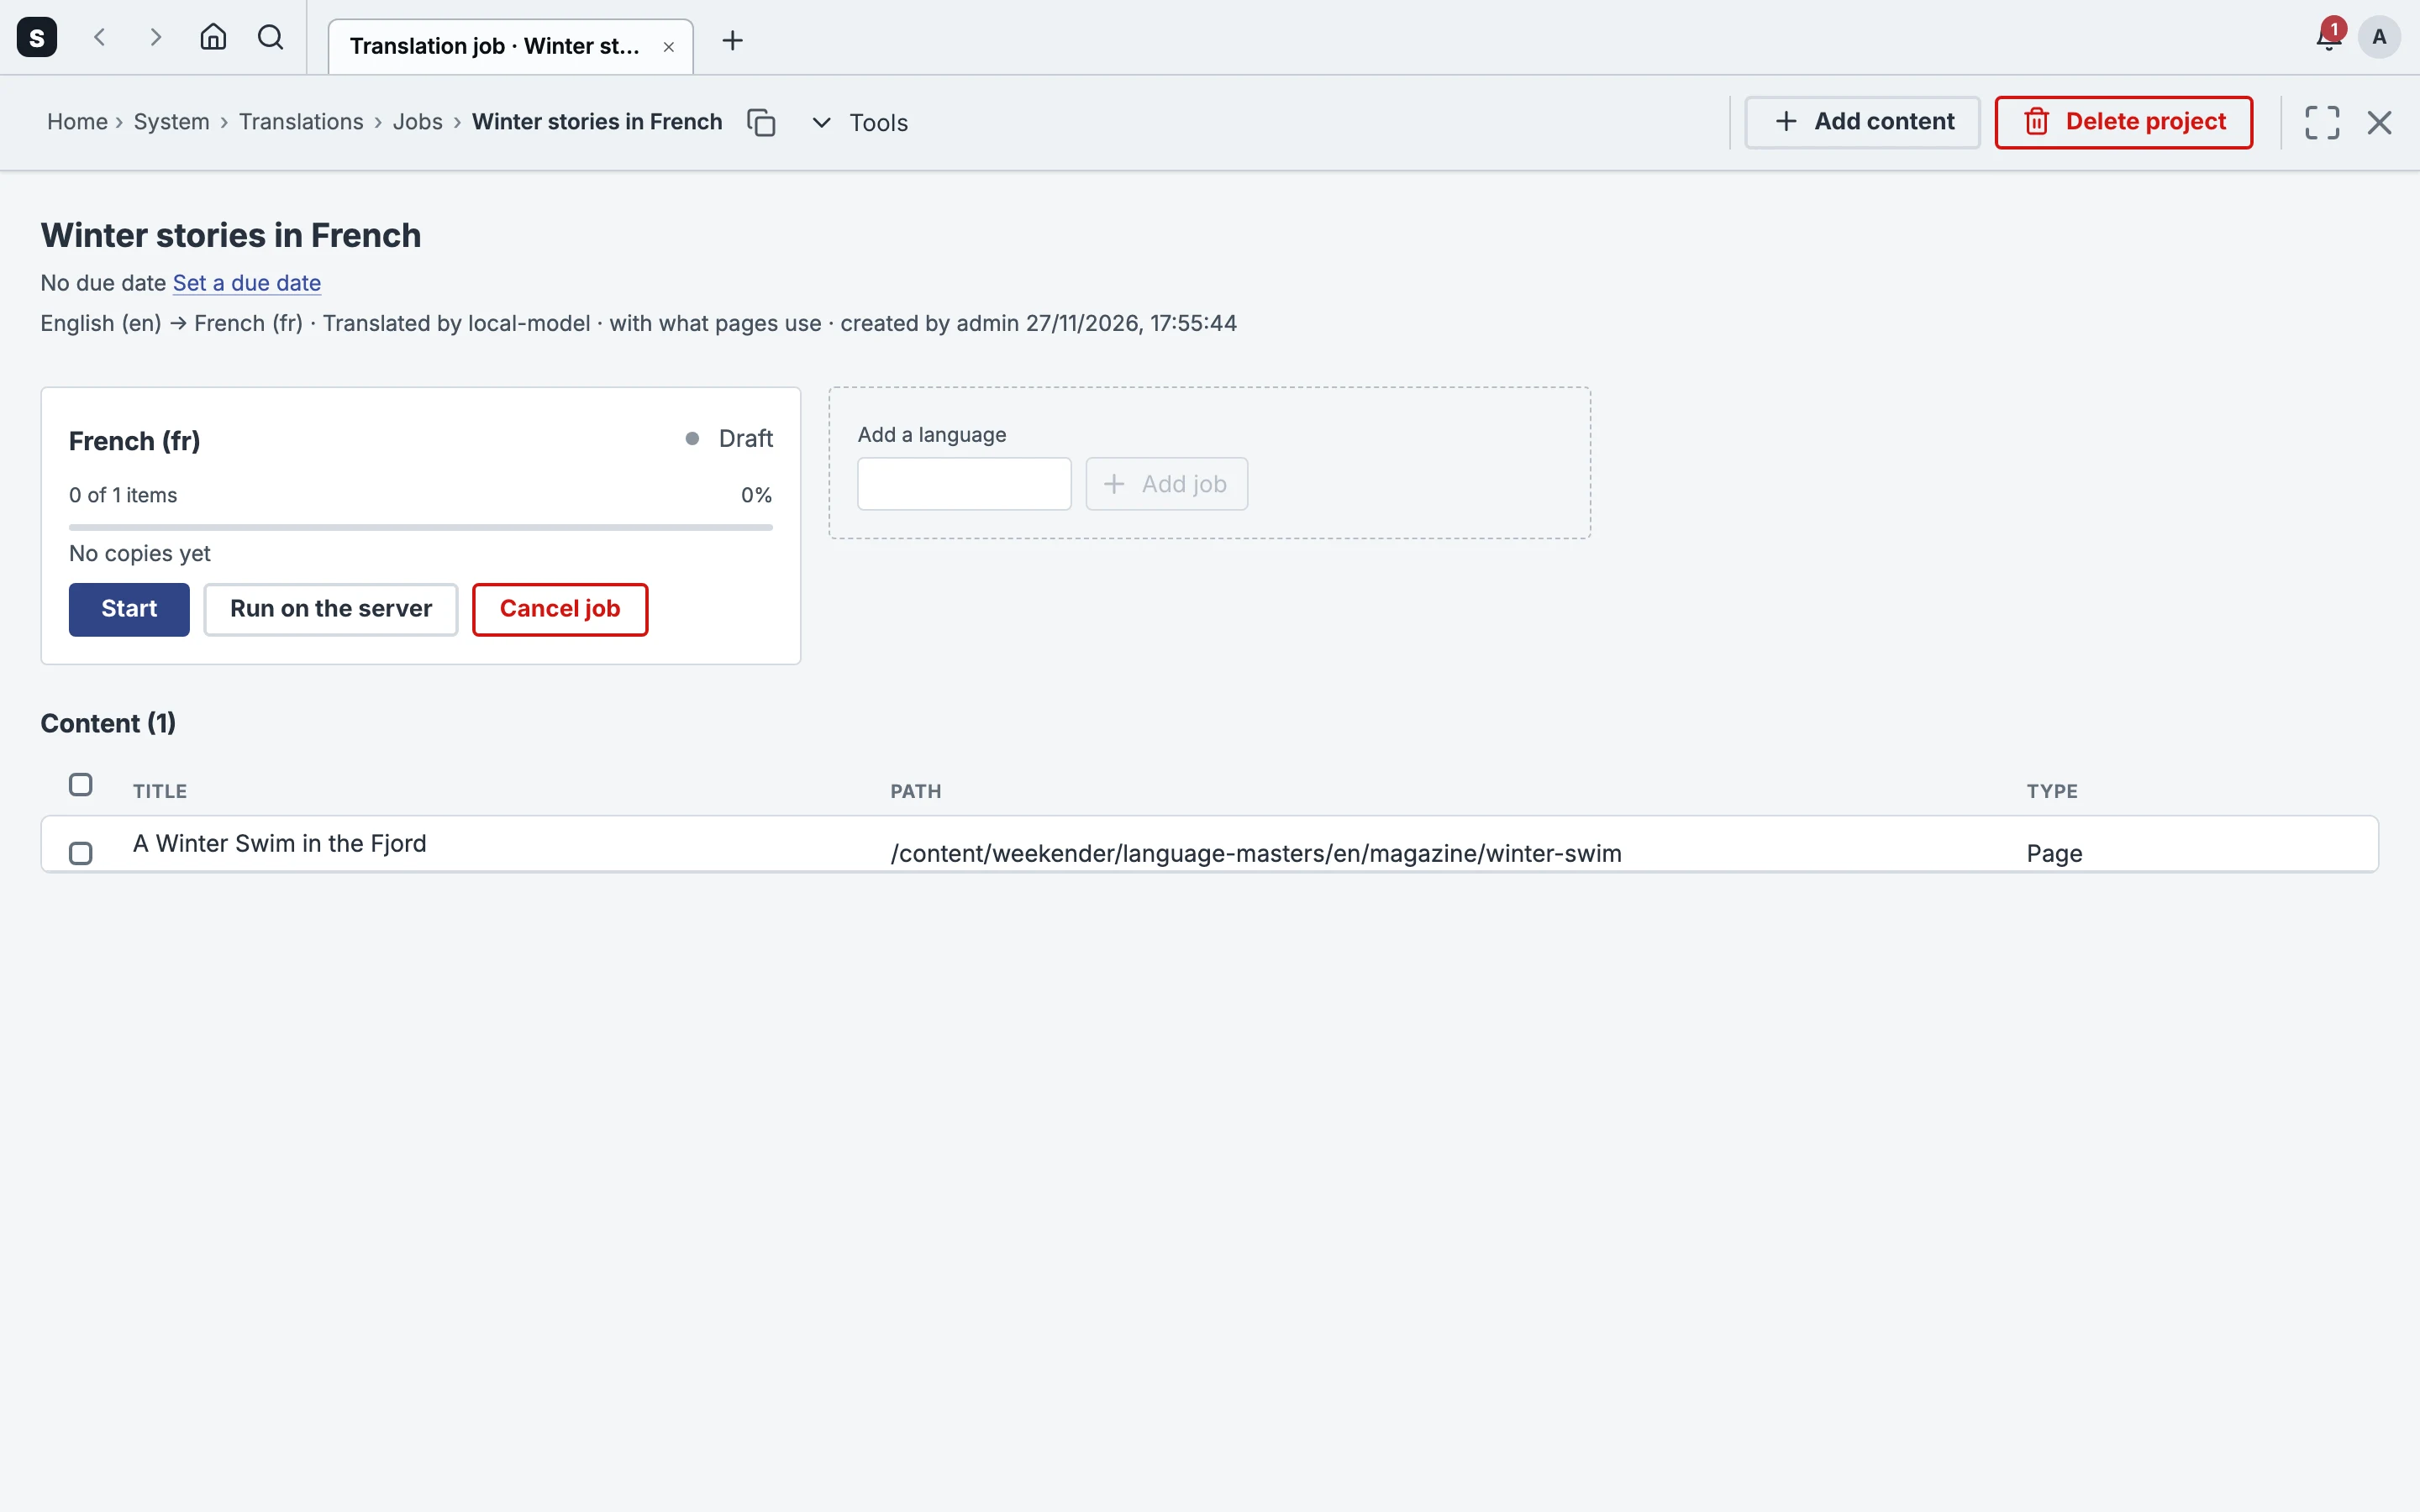 S
Translation job · Winter st...
1
A
Home › System › Translations › Jobs › Winter stories in French
Tools
Add content
Delete project
Winter stories in French
No due date Set a due date
English (en) → French (fr) · Translated by local-model · with what pages use · created by admin 27/11/2026, 17:55:44
French (fr)
Draft
0 of 1 items
0%
No copies yet
Start
Run on the server
Cancel job
Add a language
Add job
Content (1)
TITLE
PATH
TYPE
A Winter Swim in the Fjord
/content/weekender/language-masters/en/magazine/winter-swim
Page